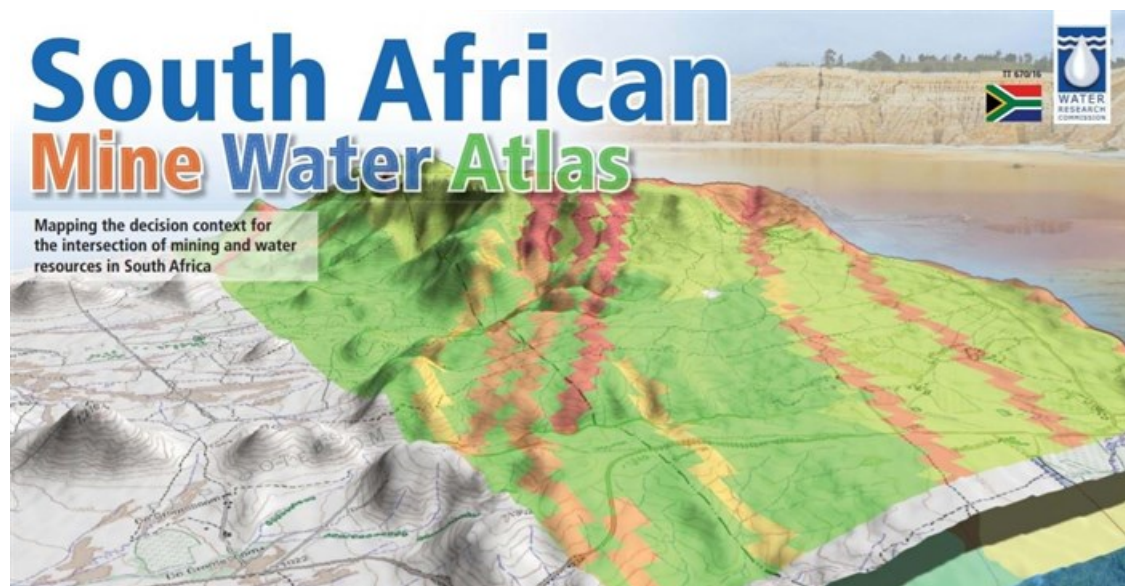 South African
Mine Water Atlas
Mapping the decision context for
the intersection of mining and water
resources in South Africa
TT 670/16
WATER
RESEARCH
COMMISSION